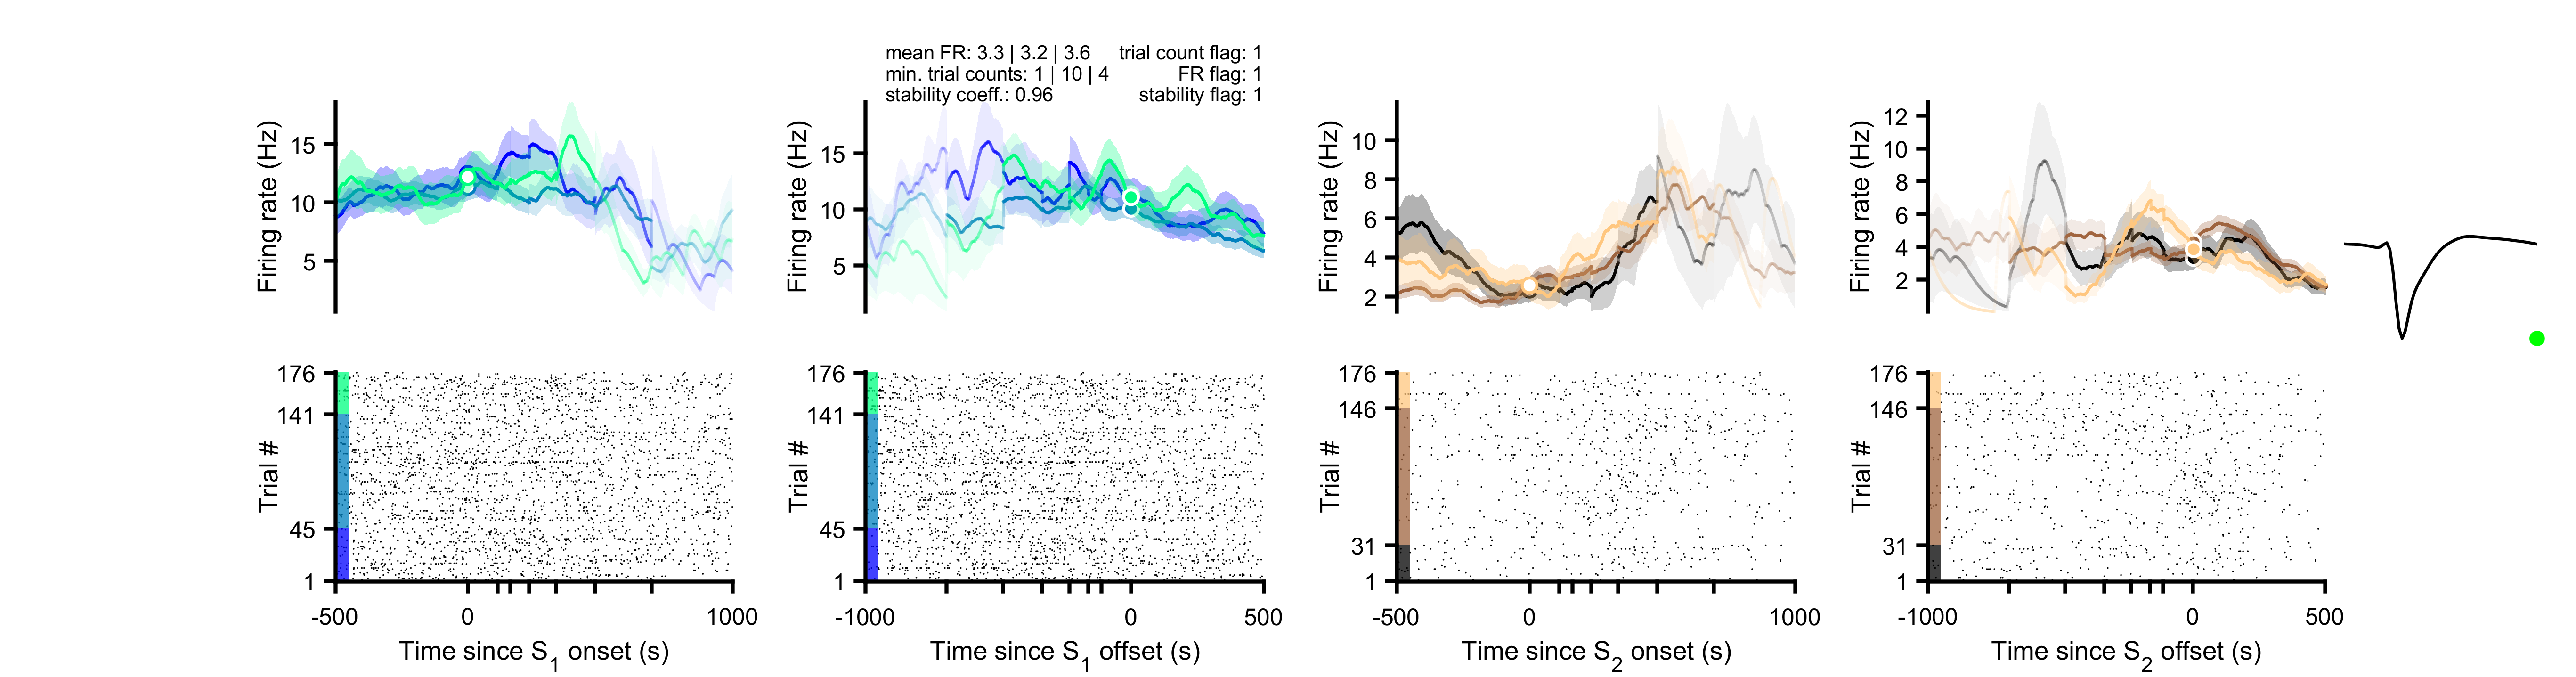 mean FR: 3.3 | 3.2 | 3.6 trial count flag: 1
min. trial counts: 1 | 10 | 4 FR flag: 1
stability coeff.: 0.96 stability flag: 1
Firing rate (Hz)
15
10
5
Firing rate (Hz)
15
10
5
Firing rate (Hz)
10
8
6
4
2
Firing rate (Hz)
12
10
8
6
4
2
Trial #
176
141
45
1
-500 0 1000
Time since S1 onset (s)
Trial #
176
141
45
1
-1000 0 500
Time since S1 offset (s)
Trial #
176
146
31
1
-500 0 1000
Time since S2 onset (s)
Trial #
176
146
31
1
-1000 0 500
Time since S2 offset (s)